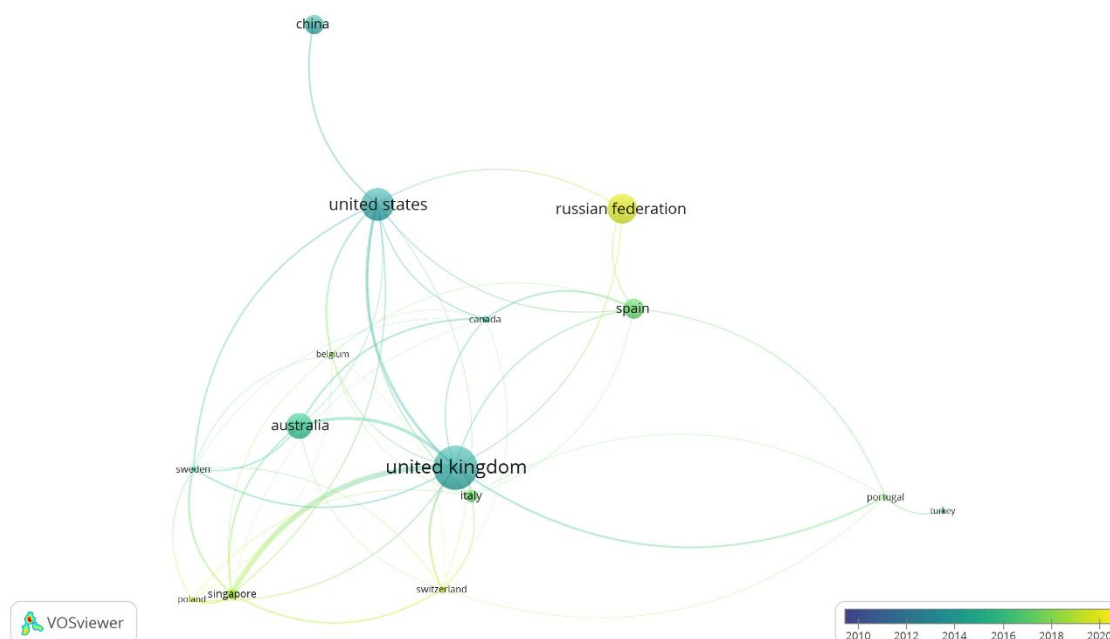 china
united states
russian federation
spain
canada
belgium
australia
united kingdom
sweden
italy
portugal
turkey
singapore
poland
switzerland
VOSviewer
2010 2012 2014 2016 2018